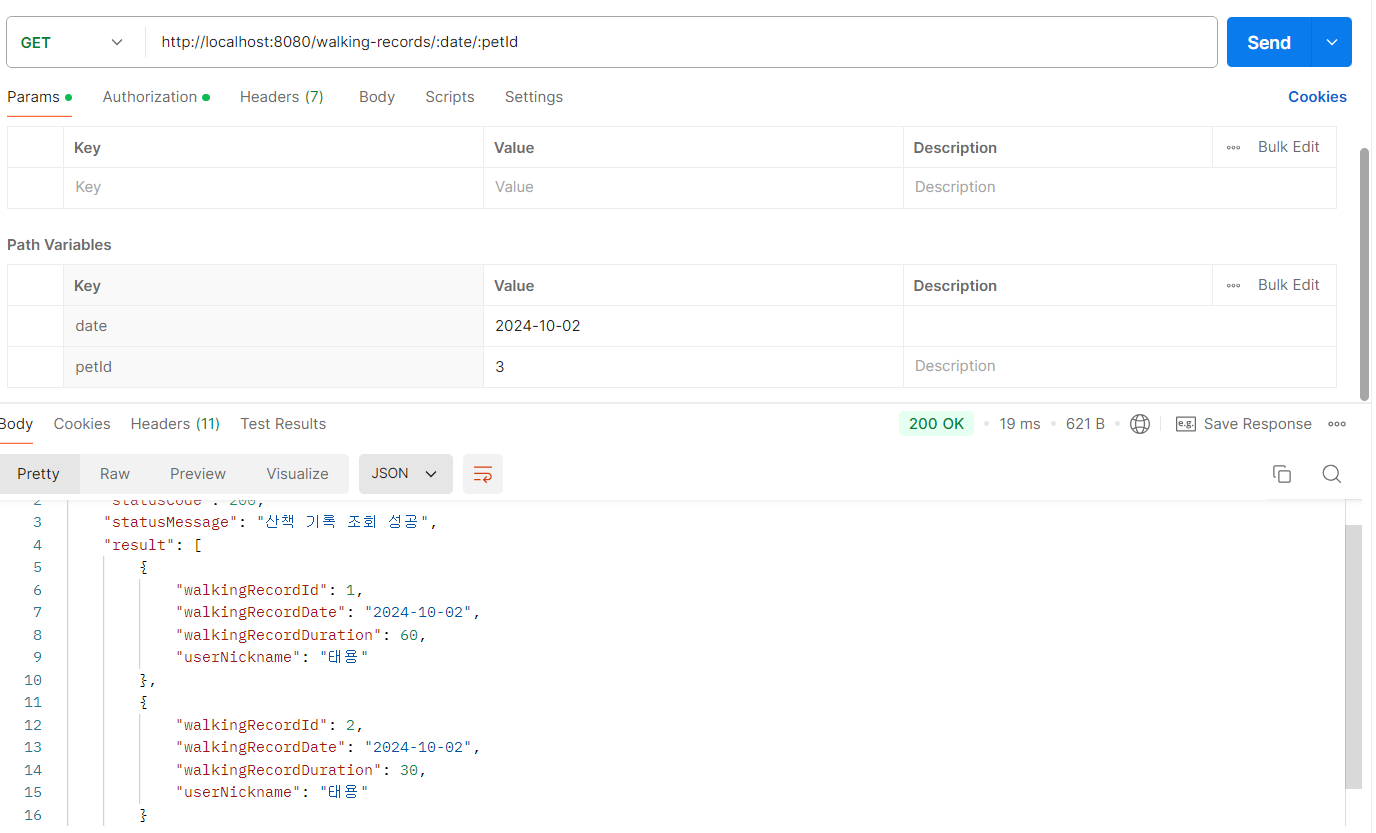 GET http://localhost:8080/walking-records/:date/:petId Send
Params Authorization Headers (7) Body Scripts Settings Cookies
Key Value Description Bulk Edit
Key Value Description
Path Variables
Key Value Description Bulk Edit
date 2024-10-02
petId 3 Description
Body Cookies Headers (11) Test Results 200 OK 19 ms 621 B e.g. Save Response
Pretty Raw Preview Visualize JSON
2 "statusCode": 200,
3 "statusMessage": "산책 기록 조회 성공",
4 "result": [
5 {
6 "walkingRecordId": 1,
7 "walkingRecordDate": "2024-10-02",
8 "walkingRecordDuration": 60,
9 "userNickname": "태용"
10 },
11 {
12 "walkingRecordId": 2,
13 "walkingRecordDate": "2024-10-02",
14 "walkingRecordDuration": 30,
15 "userNickname": "태용"
16 }